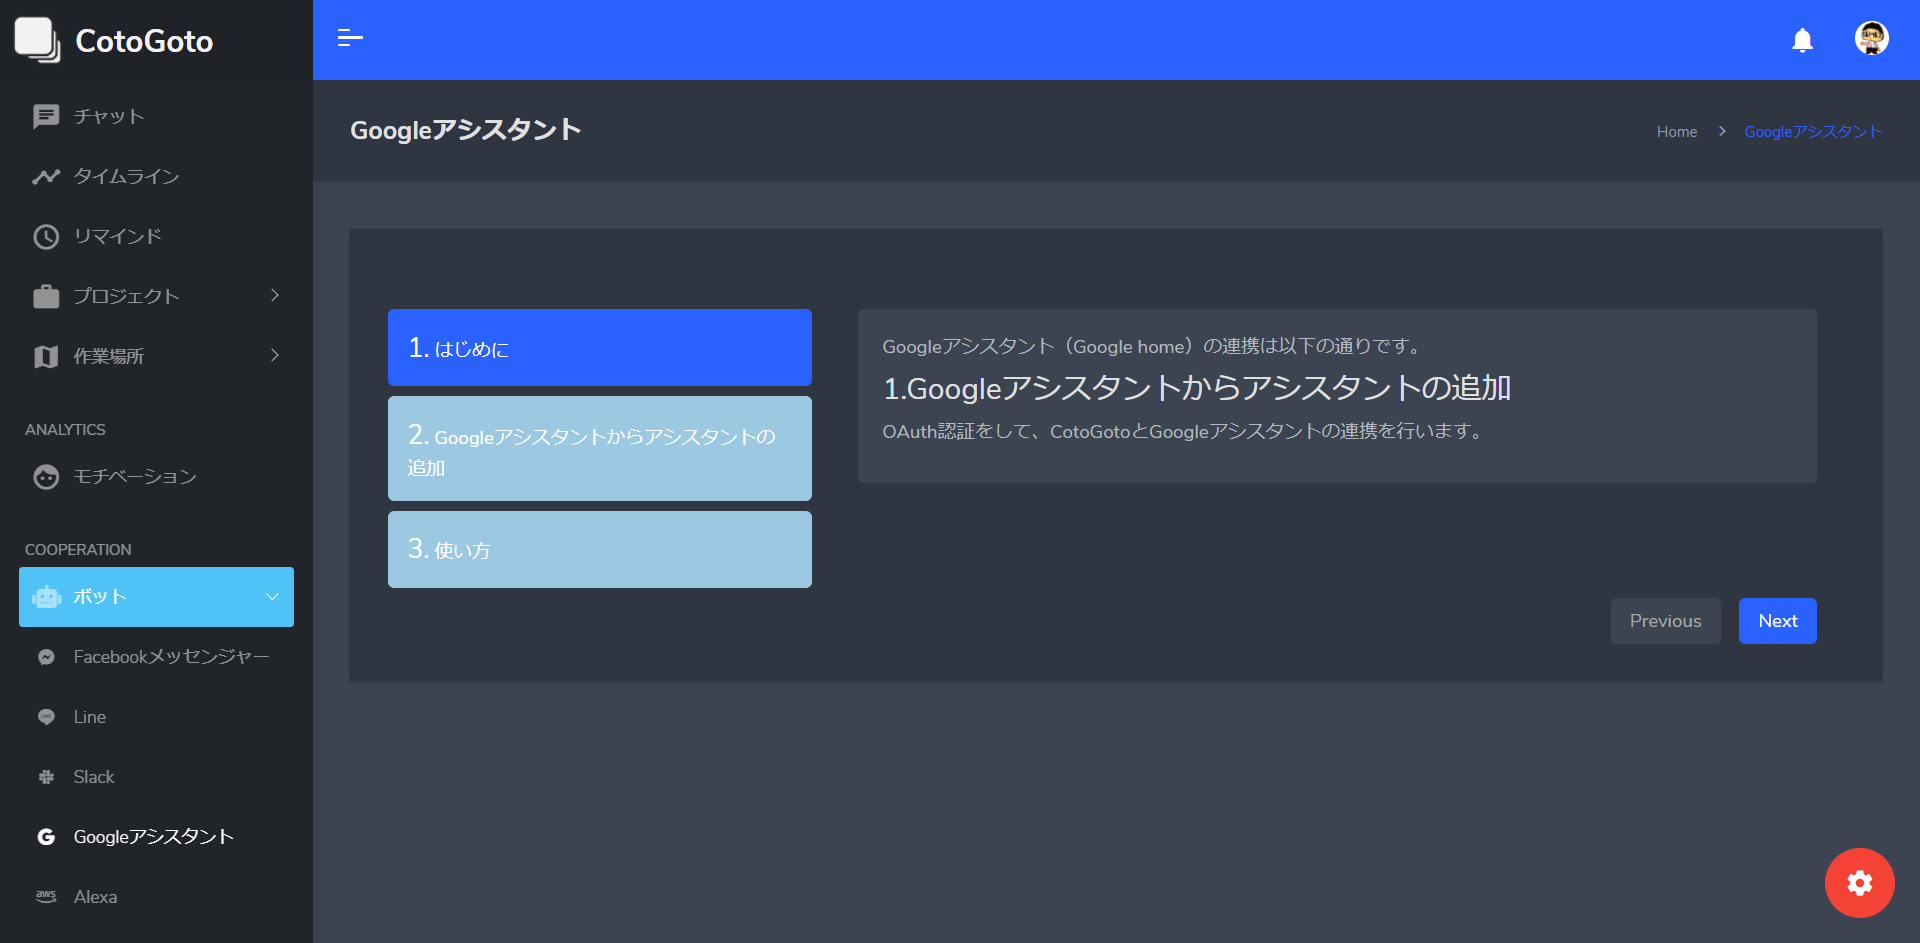 CotoGoto
チャット
タイムライン
リマインド
プロジェクト
作業場所
ANALYTICS
モチベーション
COOPERATION
ボット
Facebookメッセンジャー
Line
Slack
Googleアシスタント
aws Alexa
Googleアシスタント
Home
Googleアシスタント
1. はじめに
2. Googleアシスタントからアシスタントの
追加
3. 使い方
Googleアシスタント（Google home）の連携は以下の通りです。
1.Googleアシスタントからアシスタントの追加
OAuth認証をして、CotoGotoとGoogleアシスタントの連携を行います。
Previous
Next